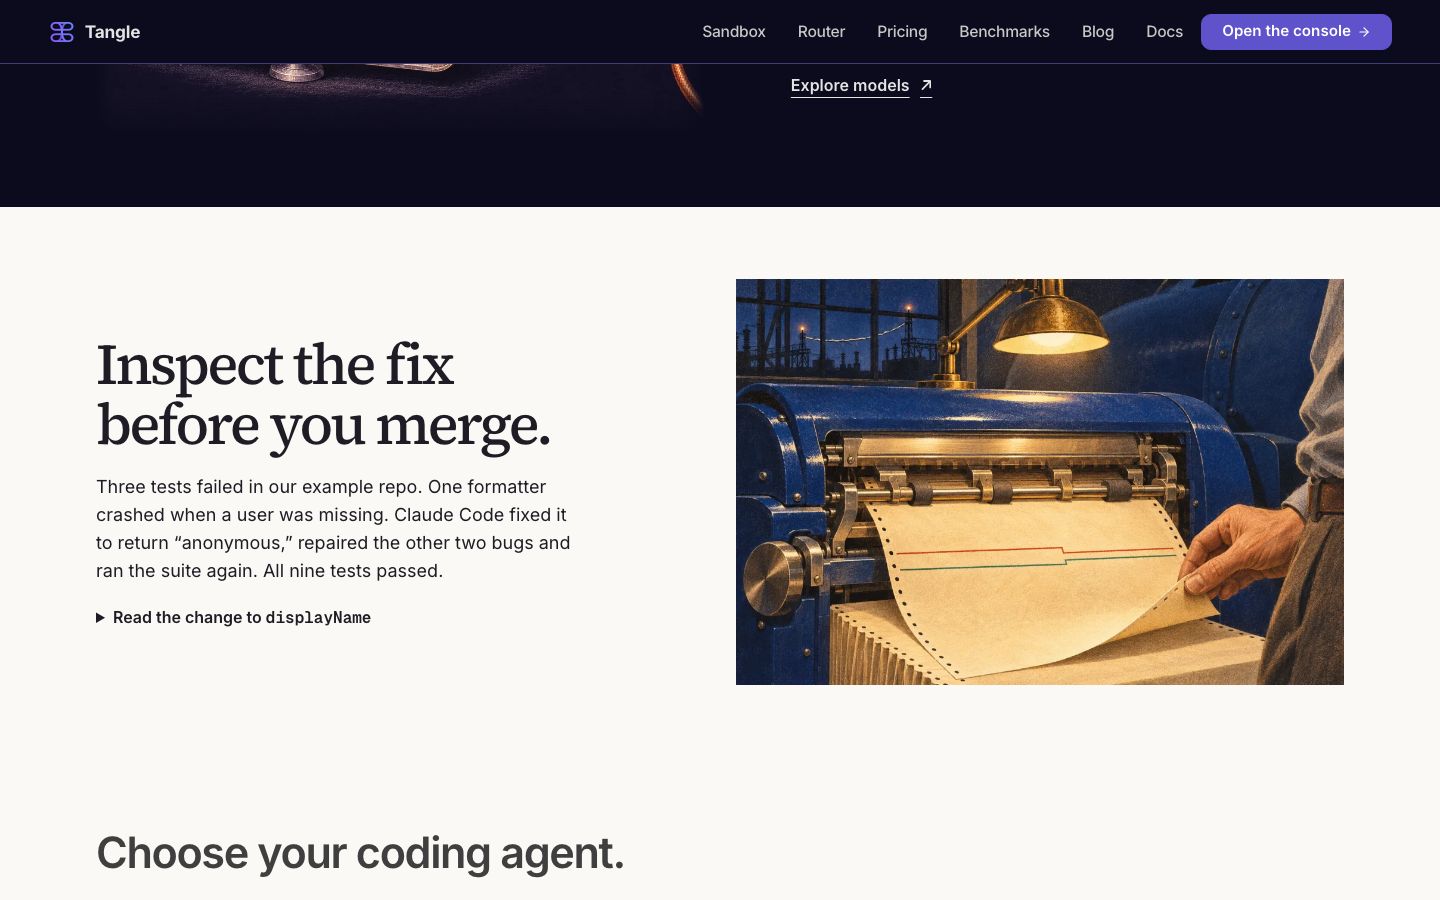 Tangle
Sandbox
Router
Pricing
Benchmarks
Blog
Docs
Open the console →
Explore models ↗
Inspect the fix
before you merge.
Three tests failed in our example repo. One formatter
crashed when a user was missing. Claude Code fixed it
to return “anonymous,” repaired the other two bugs and
ran the suite again. All nine tests passed.
▶ Read the change to displayName
Choose your coding agent.